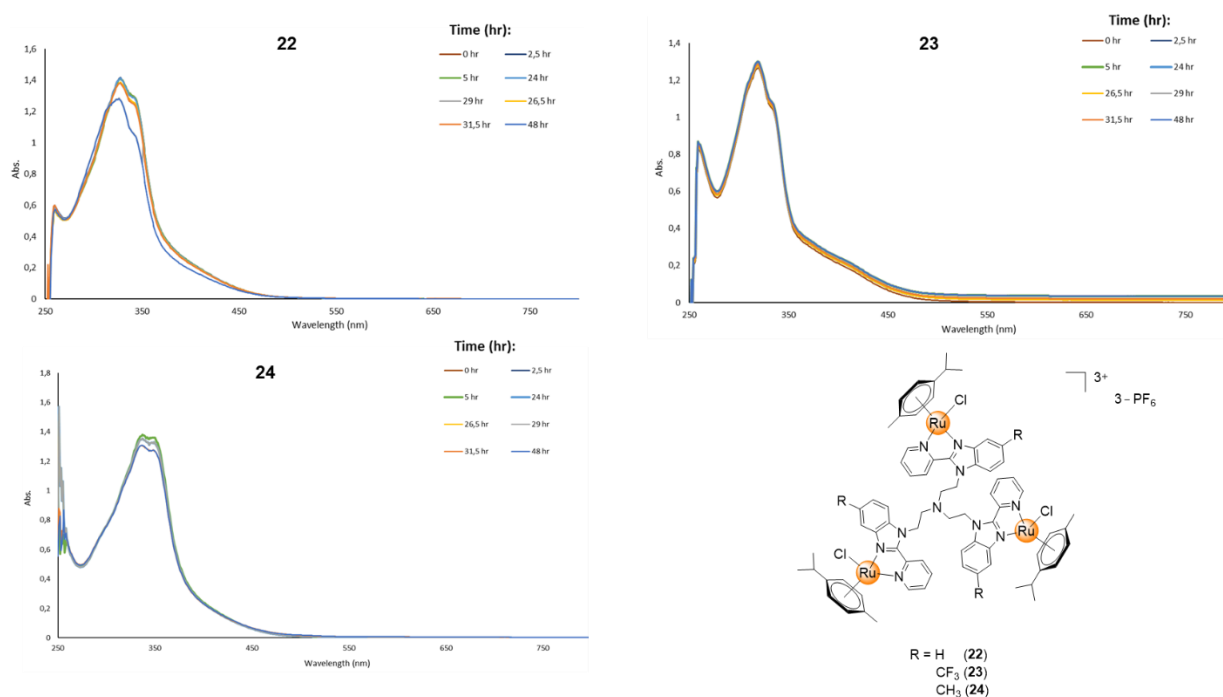 22
Time (hr):
0 hr 2,5 hr
5 hr 24 hr
29 hr 26,5 hr
31,5 hr 48 hr
1,6
1,4
1,2
1
0,8
0,6
0,4
0,2
0
Abs.
250 350 450 550 650 750
Wavelength (nm)
23
Time (hr):
0 hr 2,5 hr
5 hr 24 hr
26,5 hr 29 hr
31,5 hr 48 hr
1,4
1,2
1
0,8
0,6
0,4
0,2
0
Abs.
250 350 450 550 650 750
Wavelength (nm)
24
Time (hr):
0 hr 2,5 hr
5 hr 24 hr
26,5 hr 29 hr
31,5 hr 48 hr
1,8
1,6
1,4
1,2
1
0,8
0,6
0,4
0,2
0
Abs.
250 350 450 550 650 750
Wavelength (nm)
3+
3 – PF6
Cl
Ru
N N R
N
N
R N N N Cl
Cl N N Ru
Ru N R
R = H (22)
CF3 (23)
CH3 (24)